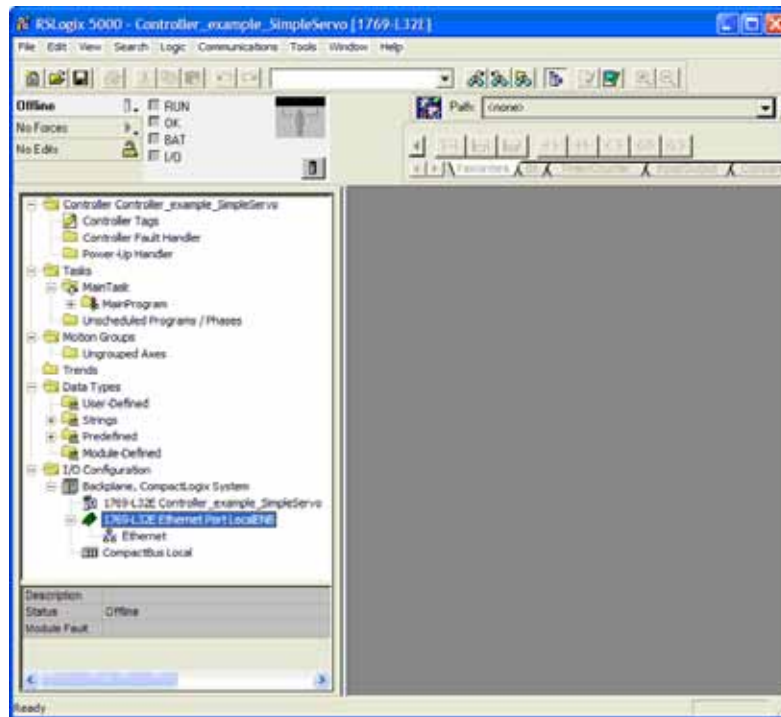 RSLogix 5000 - Controller_example_SimpleServo [1769-L32E]
File Edit View Search Logic Communications Tools Window Help
Offline
RUN
No Forces
OK
No Edits
BAT
I/O
Path: <none>
Favorites
Controller Controller_example_SimpleServo
Controller Tags
Controller Fault Handler
Power-Up Handler
Tasks
MainTask
MainProgram
Unscheduled Programs / Phases
Motion Groups
Ungrouped Axes
Trends
Data Types
User-Defined
Strings
Predefined
Module-Defined
I/O Configuration
Backplane, CompactLogix System
1769-L32E Controller_example_SimpleServo
1769-L32E Ethernet Port LocalENB
Ethernet
CompactBus Local
Description
Status Offline
Module Fault
Ready